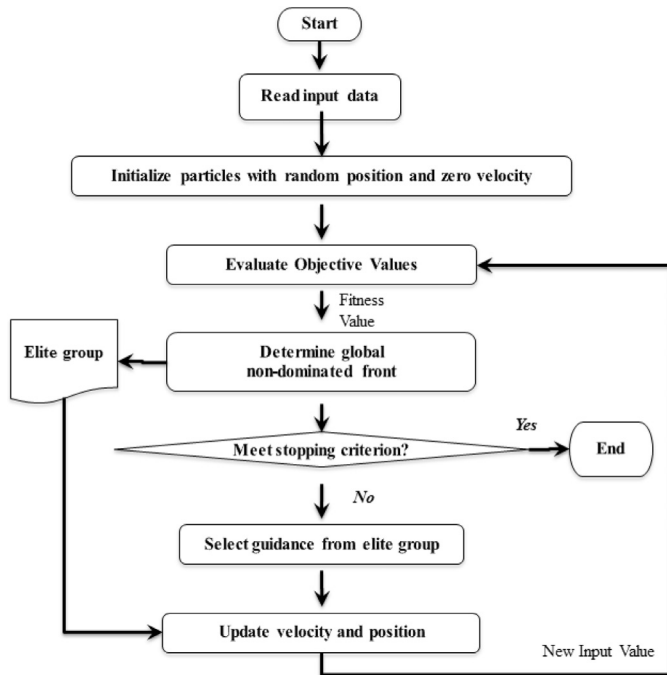 Start
Read input data
Initialize particles with random position and zero velocity
Evaluate Objective Values
Fitness
Value
Elite group
Determine global
non-dominated front
Yes
Meet stopping criterion?
End
No
Select guidance from elite group
Update velocity and position
New Input Value